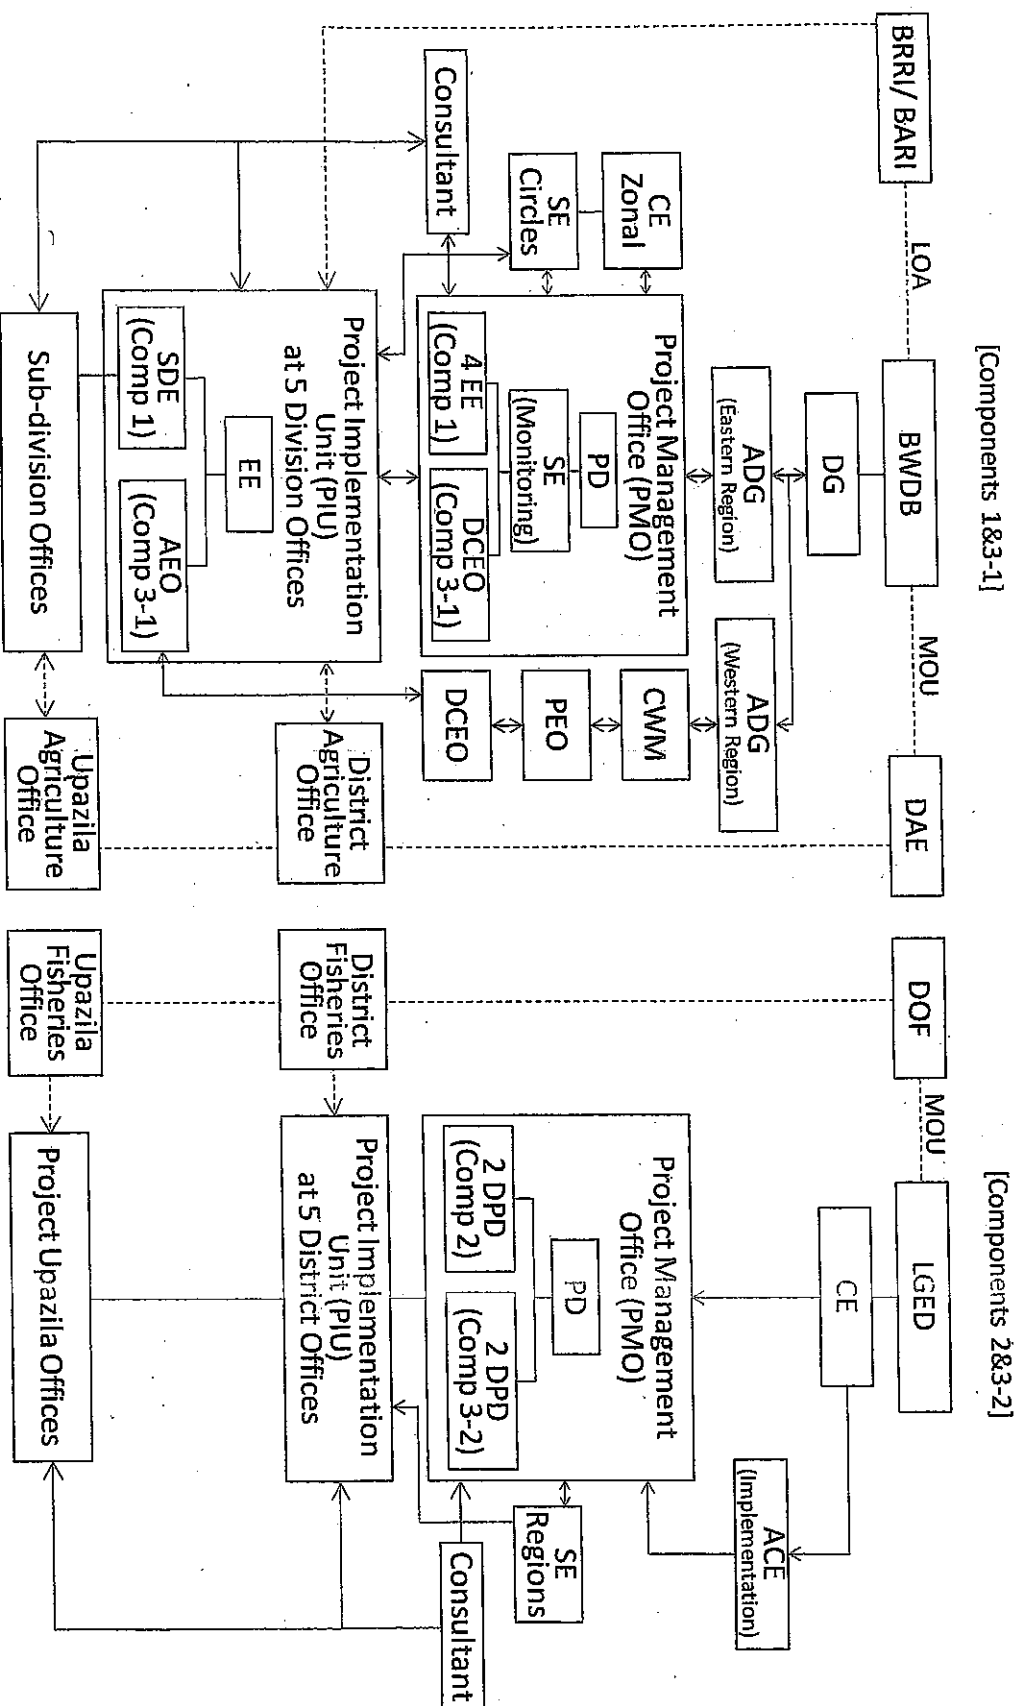 [Components 1&3-1]
[Components 2&3-2]
BRRI/ BARI
LOA
BWDB
MOU
DAE
DOF
MOU
LGED
DG
CE
ADG
(Eastern Region)
ADG
(Western Region)
ACE
(Implementation)
CE
Zonal
SE
Circles
Consultant
Project Management
Office (PMO)
PD
SE
(Monitoring)
4 EE
(Comp 1)
DCEO
(Comp 3-1)
CWM
PEO
DCEO
Project Management
Office (PMO)
PD
2 DPD
(Comp 2)
2 DPD
(Comp 3-2)
SE
Regions
Consultant
Project Implementation
Unit (PIU)
at 5 Division Offices
EE
SDE
(Comp 1)
AEO
(Comp 3-1)
District
Agriculture
Office
District
Fisheries
Office
Project Implementation
Unit (PIU)
at 5 District Offices
Sub-division Offices
Upazila
Agriculture
Office
Upazila
Fisheries
Office
Project Upazila Offices